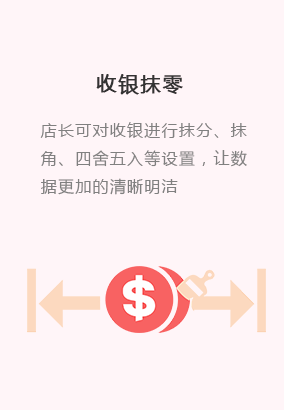 收银抹零
店长可对收银进行抹分、抹
角、四舍五入等设置，让数
据更加的清晰明洁
$